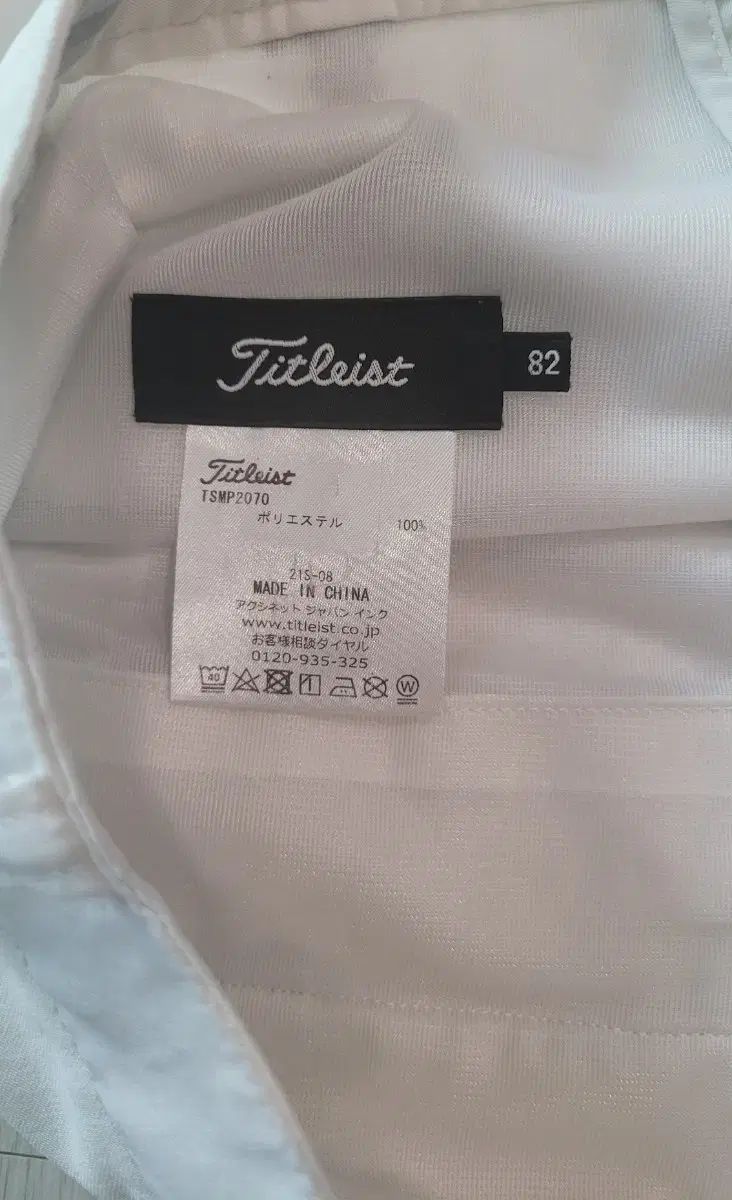 Titleist
82
Titleist
TSMP2070
ポリエステル 100%
21S-08
MADE IN CHINA
アクシネット ジャパン インク
www.titleist.co.jp
お客様相談ダイヤル
0120-935-325
40
W